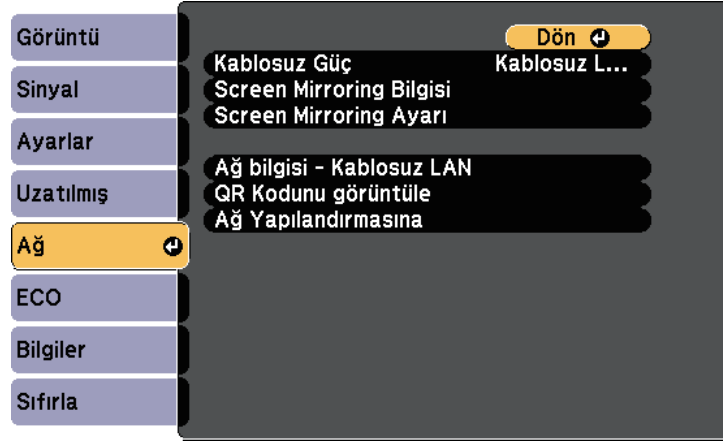 Görüntü
Sinyal
Ayarlar
Uzatılmış
Ağ
ECO
Bilgiler
Sıfırla
Dön
Kablosuz Güç Kablosuz L...
Screen Mirroring Bilgisi
Screen Mirroring Ayarı
Ağ bilgisi - Kablosuz LAN
QR Kodunu görüntüle
Ağ Yapılandırmasına